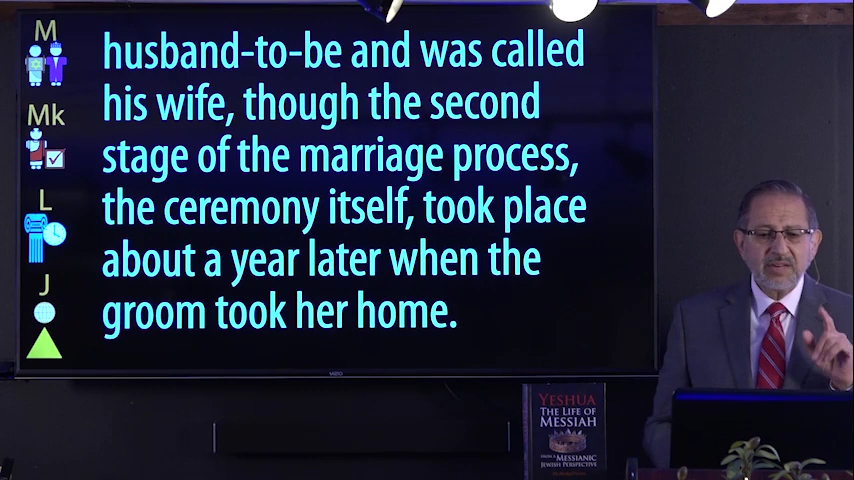 M
Mk
L
J
husband-to-be and was called
his wife, though the second
stage of the marriage process,
the ceremony itself, took place
about a year later when the
groom took her home.
VIZIO
YESHUA
THE LIFE OF
MESSIAH
FROM A MESSIANIC
JEWISH PERSPECTIVE